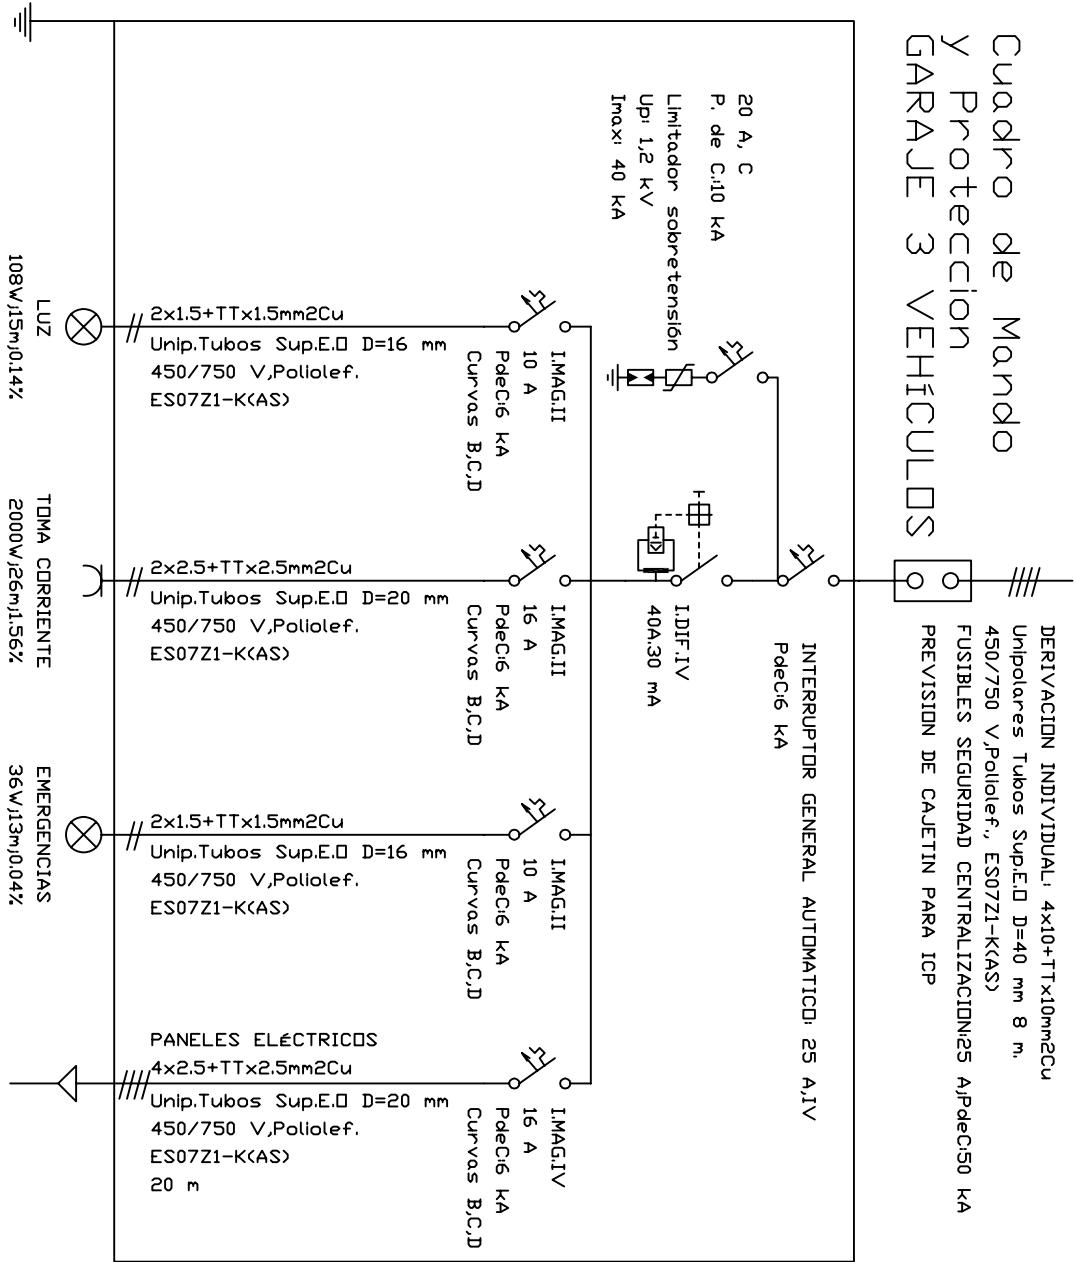 Cuadro de Mando
y Proteccion
GARAJE 3 VEHíCULOS
DERIVACION INDIVIDUAL: 4x10+TTx10mm2Cu
Unipolares Tubos Sup.E.O D=40 mm 8 m.
450/750 V,Poliolef., ES07Z1-K(AS)
FUSIBLES SEGURIDAD CENTRALIZACION:25 A;PdeC:50 kA
PREVISION DE CAJETIN PARA ICP
INTERRUPTOR GENERAL AUTOMATICO: 25 A,IV
PdeC:6 kA
20 A, C
P. de C.:10 kA
Limitador sobretensión
Up: 1,2 kV
Imax: 40 kA
I.DIF.IV
40A.30 mA
I.MAG.II
10 A
PdeC:6 kA
Curvas B,C,D
2x1.5+TTx1.5mm2Cu
Unip.Tubos Sup.E.O D=16 mm
450/750 V,Poliolef.
ES07Z1-K(AS)
LUZ
108W;15m;0.14%
I.MAG.II
16 A
PdeC:6 kA
Curvas B,C,D
2x2.5+TTx2.5mm2Cu
Unip.Tubos Sup.E.O D=20 mm
450/750 V,Poliolef.
ES07Z1-K(AS)
TOMA CORRIENTE
2000W;26m;1.56%
I.MAG.II
10 A
PdeC:6 kA
Curvas B,C,D
2x1.5+TTx1.5mm2Cu
Unip.Tubos Sup.E.O D=16 mm
450/750 V,Poliolef.
ES07Z1-K(AS)
EMERGENCIAS
36W;13m;0.04%
I.MAG.IV
16 A
PdeC:6 kA
Curvas B,C,D
PANELES ELéCTRICOS
4x2.5+TTx2.5mm2Cu
Unip.Tubos Sup.E.O D=20 mm
450/750 V,Poliolef.
ES07Z1-K(AS)
20 m